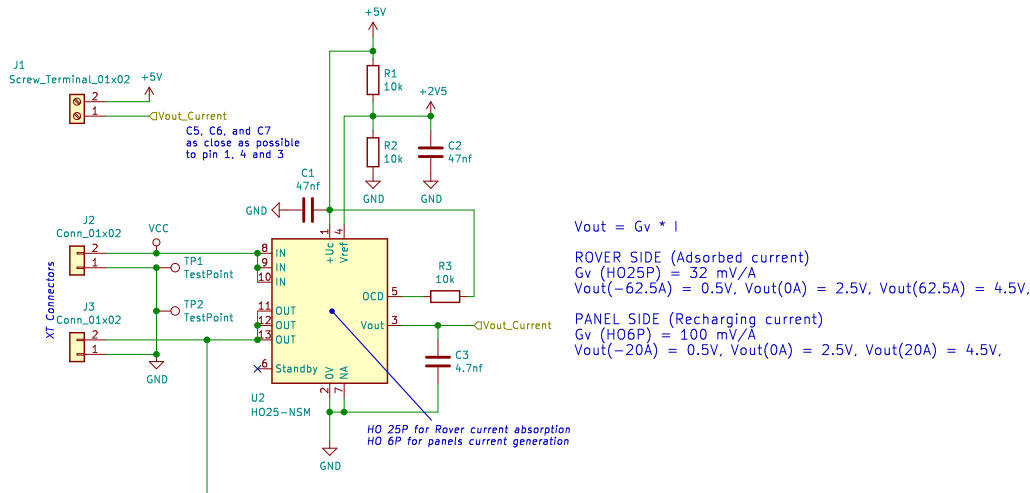 +5V
J1
Screw_Terminal_01x02
+5V
2
1
Vout_Current
C5, C6, and C7
as close as possible
to pin 1, 4 and 3
R1
10k
+2V5
R2
10k
C2
47nf
GND
GND
C1
47nf
GND
J2
Conn_01x02
VCC
2
1
TP1
TestPoint
XT Connectors
J3
Conn_01x02
TP2
TestPoint
2
1
GND
1
4
+Uc
Vref
8
IN
9
IN
10
IN
11
OUT
12
OUT
13
OUT
6
Standby
OCD
5
R3
10k
Vout
3
Vout_Current
C3
4.7nf
0V
NA
2
7
U2
HO25-NSM
GND
HO 25P for Rover current absorption
HO 6P for panels current generation
Vout = Gv * I
ROVER SIDE (Adsorbed current)
Gv (HO25P) = 32 mV/A
Vout(-62.5A) = 0.5V, Vout(0A) = 2.5V, Vout(62.5A) = 4.5V,
PANEL SIDE (Recharging current)
Gv (HO6P) = 100 mV/A
Vout(-20A) = 0.5V, Vout(0A) = 2.5V, Vout(20A) = 4.5V,